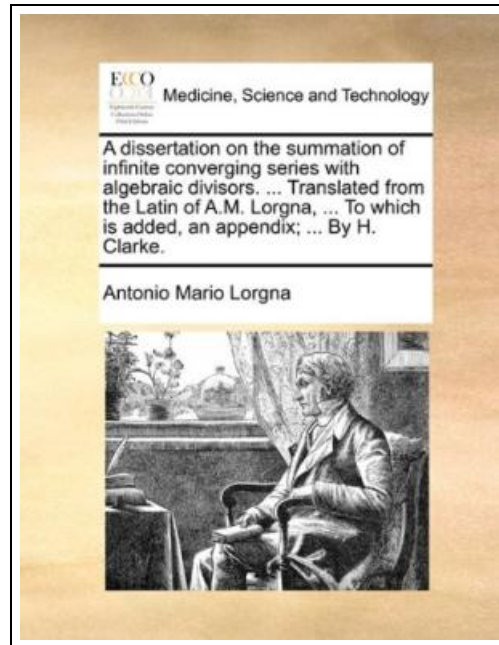 ECCO
Medicine, Science and Technology
A dissertation on the summation of
infinite converging series with
algebraic divisors. ... Translated from
the Latin of A.M. Lorgna, ... To which
is added, an appendix; ... By H.
Clarke.
Antonio Mario Lorgna